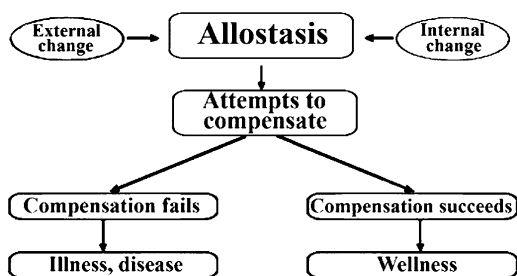 External
change
Allostasis
Internal
change
Attempts to
compensate
Compensation fails
Compensation succeeds
Illness, disease
Wellness